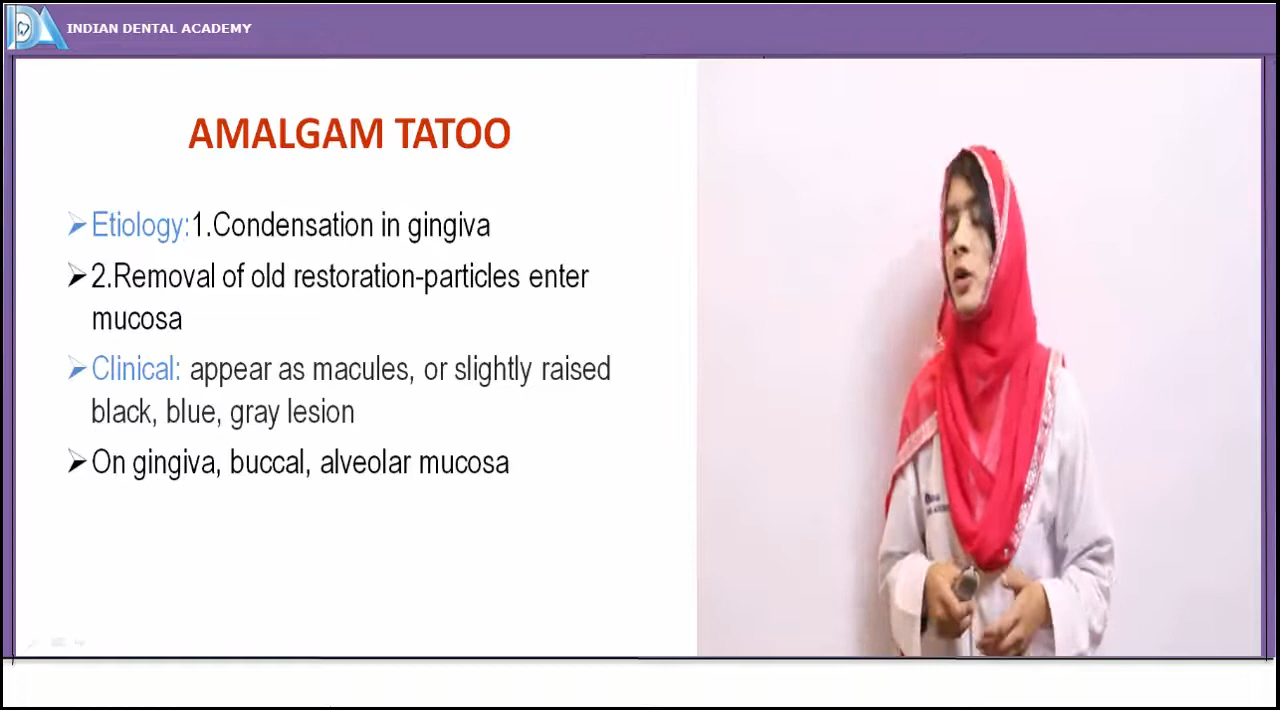 INDIAN DENTAL ACADEMY
AMALGAM TATOO
➢Etiology:1.Condensation in gingiva
➢2.Removal of old restoration-particles enter
mucosa
➢Clinical: appear as macules, or slightly raised
black, blue, gray lesion
➢On gingiva, buccal, alveolar mucosa